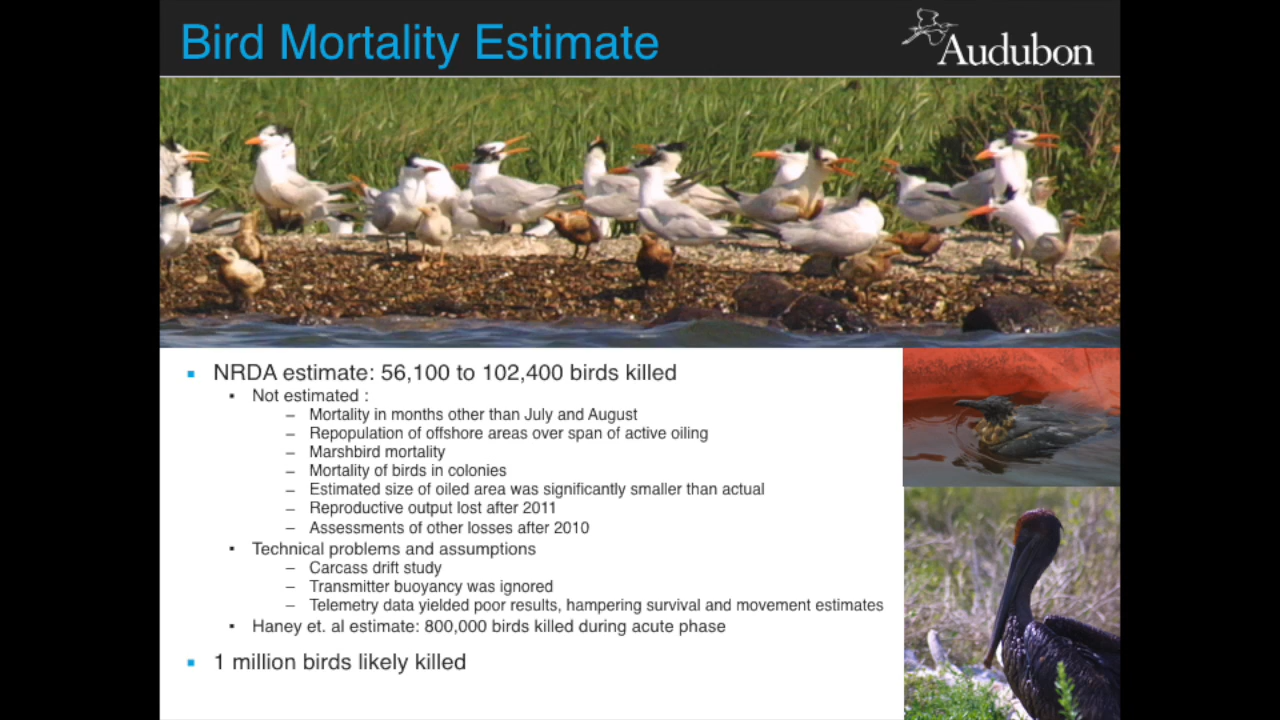 Bird Mortality Estimate
Audubon
▪ NRDA estimate: 56,100 to 102,400 birds killed
▪ Not estimated :
– Mortality in months other than July and August
– Repopulation of offshore areas over span of active oiling
– Marshbird mortality
– Mortality of birds in colonies
– Estimated size of oiled area was significantly smaller than actual
– Reproductive output lost after 2011
– Assessments of other losses after 2010
▪ Technical problems and assumptions
– Carcass drift study
– Transmitter buoyancy was ignored
– Telemetry data yielded poor results, hampering survival and movement estimates
▪ Haney et. al estimate: 800,000 birds killed during acute phase
▪ 1 million birds likely killed